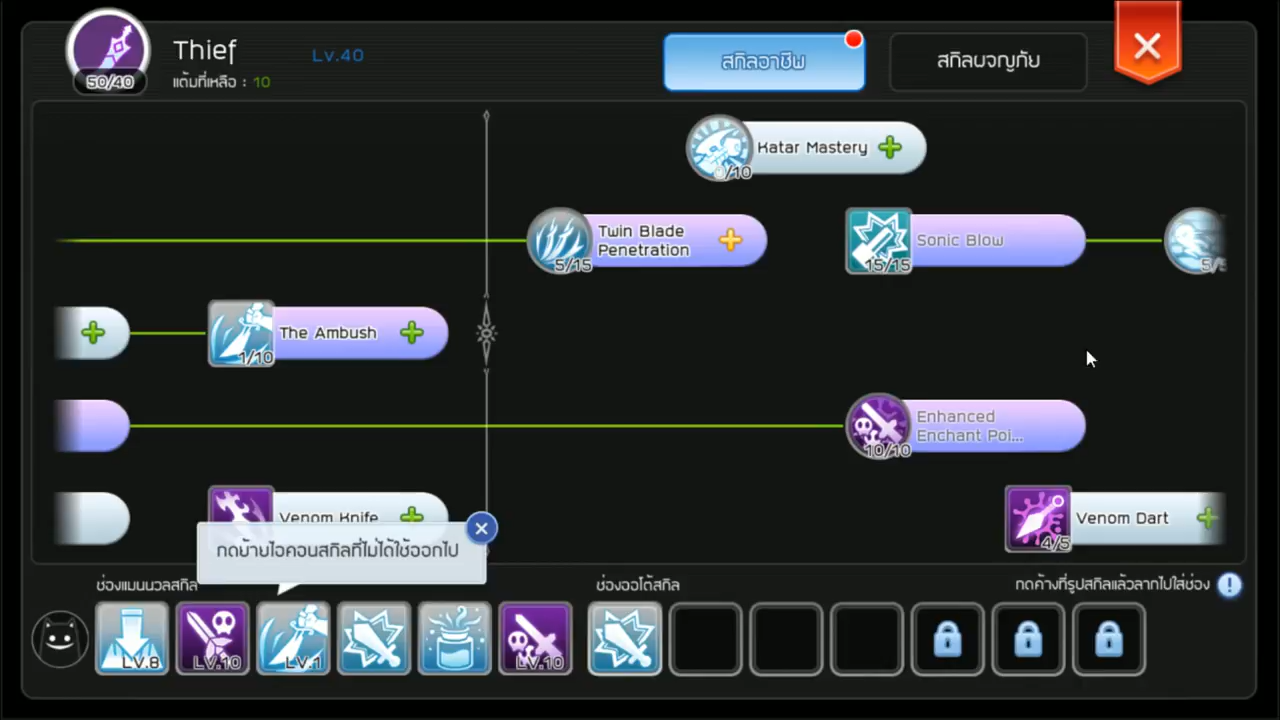 Thief
Lv.40
สกิลอาชีพ
สกิลผจญภัย
50/40
แต้มที่เหลือ : 10
Katar Mastery
0/10
Twin Blade
Penetration
5/15
Sonic Blow
15/15
5/5
The Ambush
1/10
Enhanced
Enchant Poi...
10/10
Venom Knife
Venom Dart
4/5
กดย้ายไอคอนสกิลที่ไม่ได้ใช้ออกไป
ช่องแมนนวลสกิล
ช่องออโต้สกิล
กดค้างที่รูปสกิลแล้วลากไปใส่ช่อง
LV.8
LV.10
LV.1
LV.10